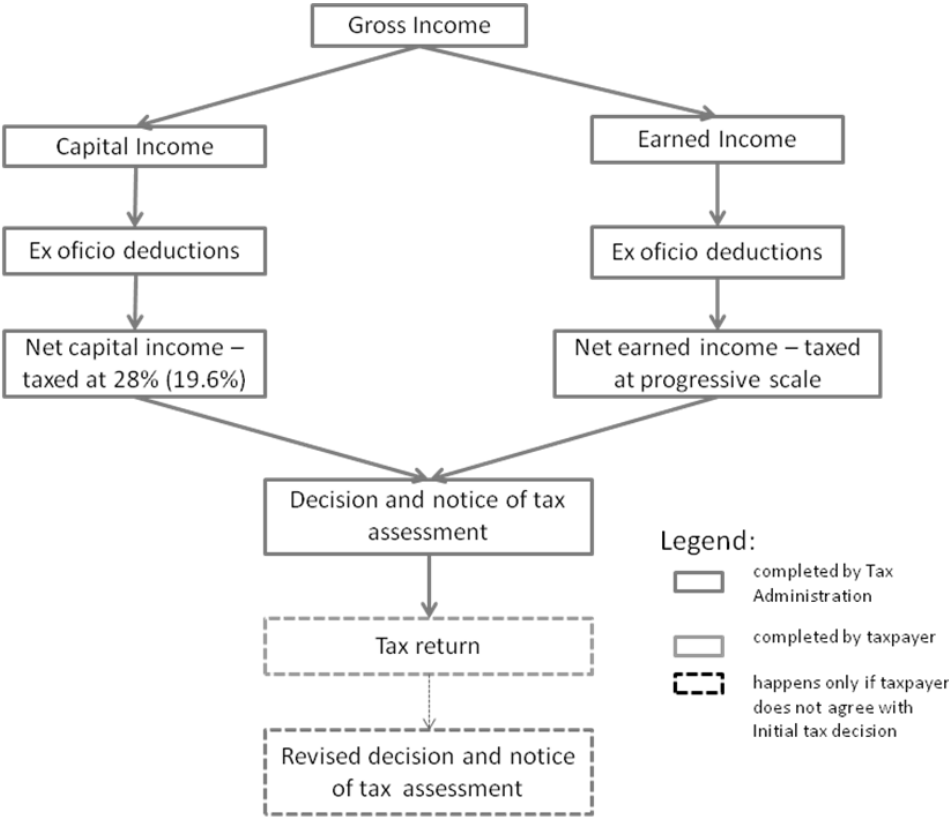 Gross Income
Capital Income
Earned Income
Ex oficio deductions
Ex oficio deductions
Net capital income –
taxed at 28% (19.6%)
Net earned income – taxed
at progressive scale
Decision and notice of tax
assessment
Tax return
Revised decision and notice
of tax assessment
Legend:
completed by Tax
Administration
completed by taxpayer
happens only if taxpayer
does not agree with
Initial tax decision